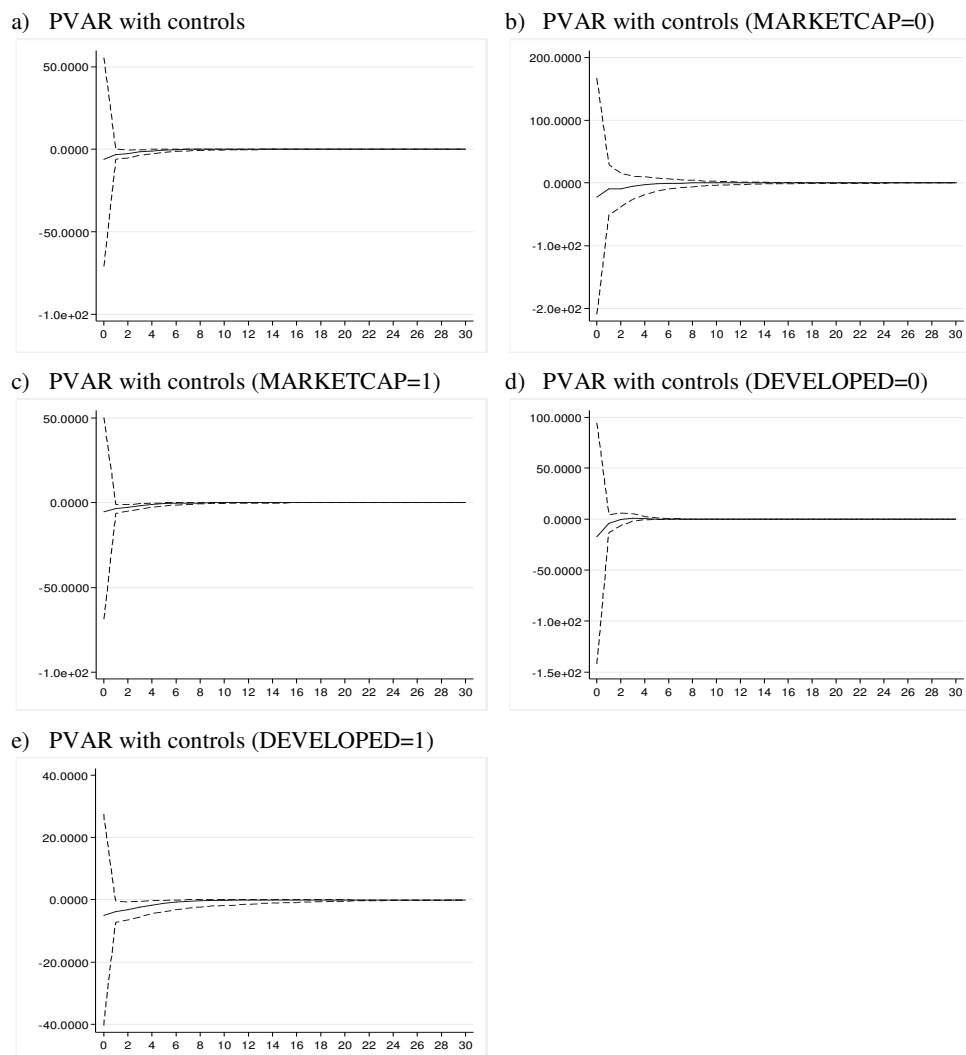 a) PVAR with controls
50.0000
0.0000
-50.0000
-1.0e+02
0 2 4 6 8 10 12 14 16 18 20 22 24 26 28 30
b) PVAR with controls (MARKETCAP=0)
200.0000
100.0000
0.0000
-1.0e+02
-2.0e+02
0 2 4 6 8 10 12 14 16 18 20 22 24 26 28 30
c) PVAR with controls (MARKETCAP=1)
50.0000
0.0000
-50.0000
-1.0e+02
0 2 4 6 8 10 12 14 16 18 20 22 24 26 28 30
d) PVAR with controls (DEVELOPED=0)
100.0000
50.0000
0.0000
-50.0000
-1.0e+02
-1.5e+02
0 2 4 6 8 10 12 14 16 18 20 22 24 26 28 30
e) PVAR with controls (DEVELOPED=1)
40.0000
20.0000
0.0000
-20.0000
-40.0000
0 2 4 6 8 10 12 14 16 18 20 22 24 26 28 30